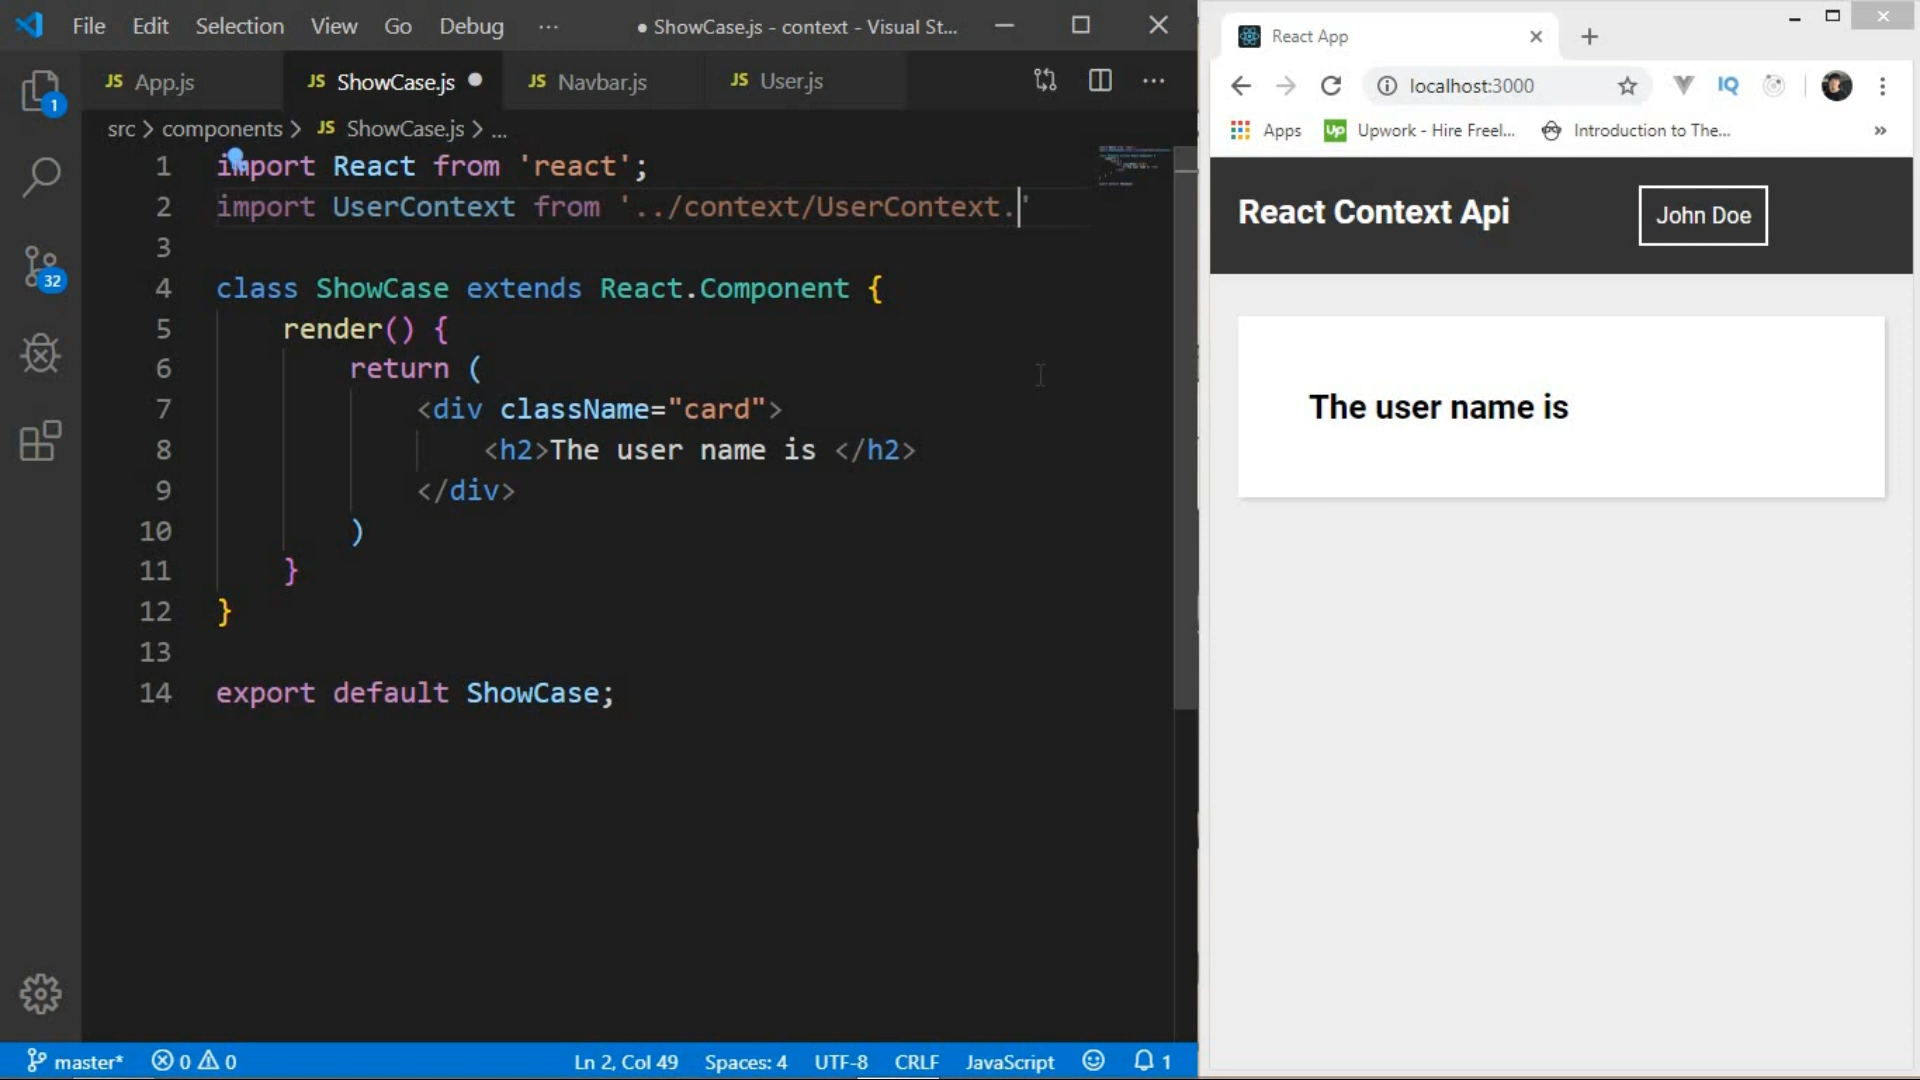 File Edit Selection View Go Debug ··· ● ShowCase.js - context - Visual St...
JS App.js JS ShowCase.js ● JS Navbar.js JS User.js
src > components > JS ShowCase.js > ...
1 import React from 'react';
2 import UserContext from '../context/UserContext.'
3
4 class ShowCase extends React.Component {
5 render() {
6 return (
7 <div className="card">
8 <h2>The user name is </h2>
9 </div>
10 )
11 }
12 }
13
14 export default ShowCase;
1
32
master* 0 0 Ln 2, Col 49 Spaces: 4 UTF-8 CRLF JavaScript 1
React App
localhost:3000 IQ
Apps Up Upwork - Hire Freel... Introduction to The... »
React Context Api John Doe
The user name is